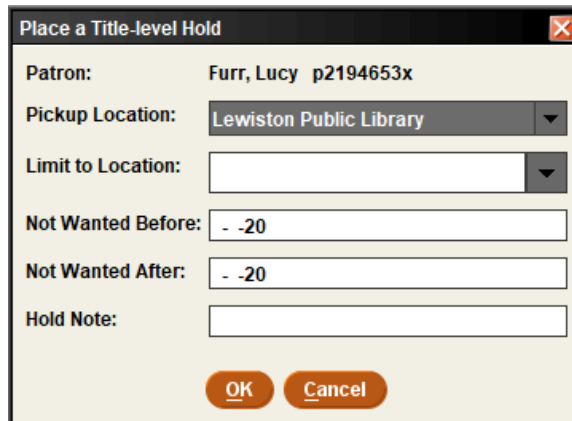 Place a Title-level Hold
Patron: Furr, Lucy p2194653x
Pickup Location: Lewiston Public Library
Limit to Location:
Not Wanted Before: - -20
Not Wanted After: - -20
Hold Note:
OK Cancel